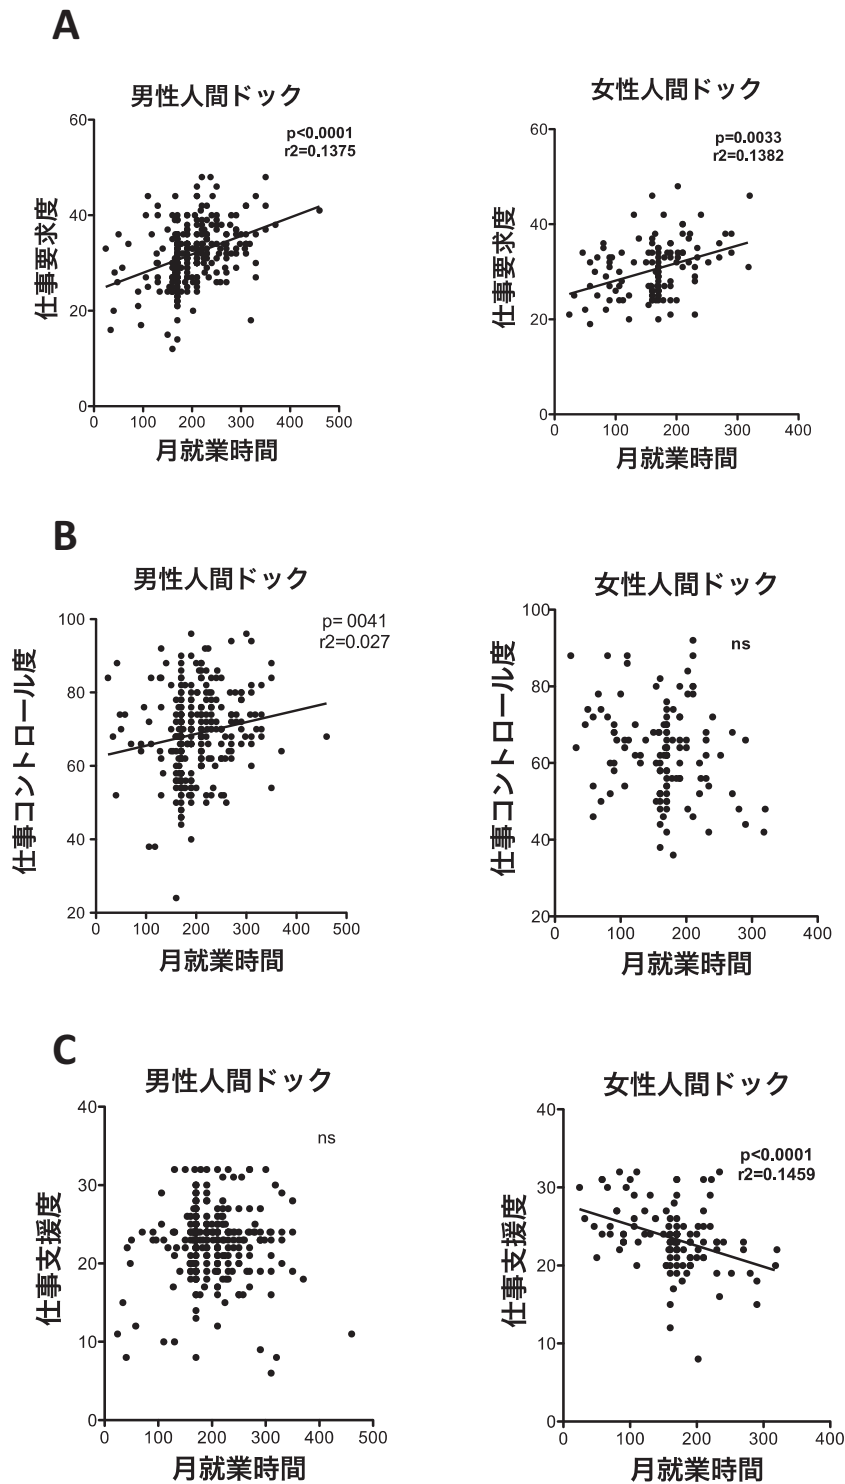 A
男性人間ドック
p<0.0001
r2=0.1375
仕事要求度
60
40
20
0
0 100 200 300 400 500
月就業時間
女性人間ドック
p=0.0033
r2=0.1382
仕事要求度
60
40
20
0
0 100 200 300 400
月就業時間
B
男性人間ドック
p= 0041
r2=0.027
仕事コントロール度
100
80
60
40
20
0 100 200 300 400 500
月就業時間
女性人間ドック
ns
仕事コントロール度
100
80
60
40
20
0 100 200 300 400
月就業時間
C
男性人間ドック
ns
仕事支援度
40
30
20
10
0
0 100 200 300 400 500
月就業時間
女性人間ドック
p<0.0001
r2=0.1459
仕事支援度
40
30
20
10
0
0 100 200 300 400
月就業時間